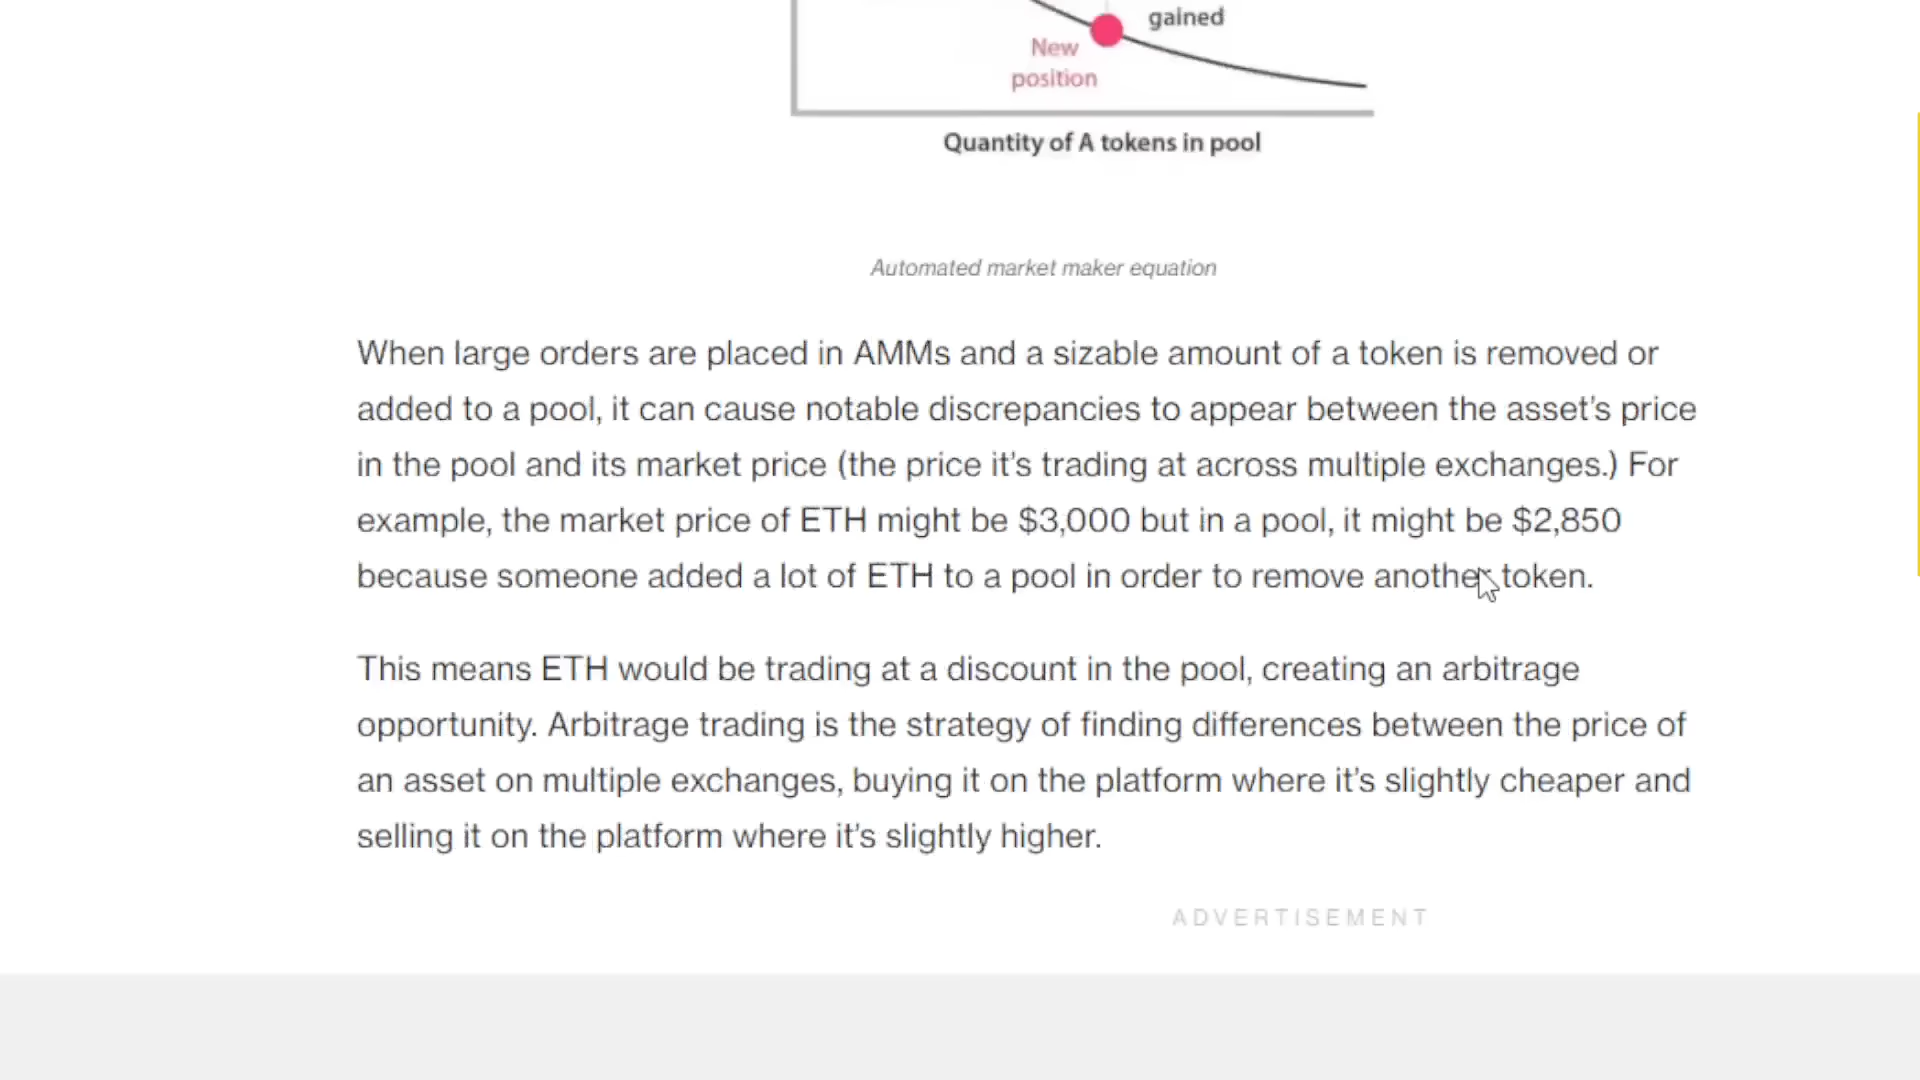 gained
New
position
Quantity of A tokens in pool
Automated market maker equation
When large orders are placed in AMMs and a sizable amount of a token is removed or
added to a pool, it can cause notable discrepancies to appear between the asset’s price
in the pool and its market price (the price it’s trading at across multiple exchanges.) For
example, the market price of ETH might be $3,000 but in a pool, it might be $2,850
because someone added a lot of ETH to a pool in order to remove another token.
This means ETH would be trading at a discount in the pool, creating an arbitrage
opportunity. Arbitrage trading is the strategy of finding differences between the price of
an asset on multiple exchanges, buying it on the platform where it’s slightly cheaper and
selling it on the platform where it’s slightly higher.
ADVERTISEMENT